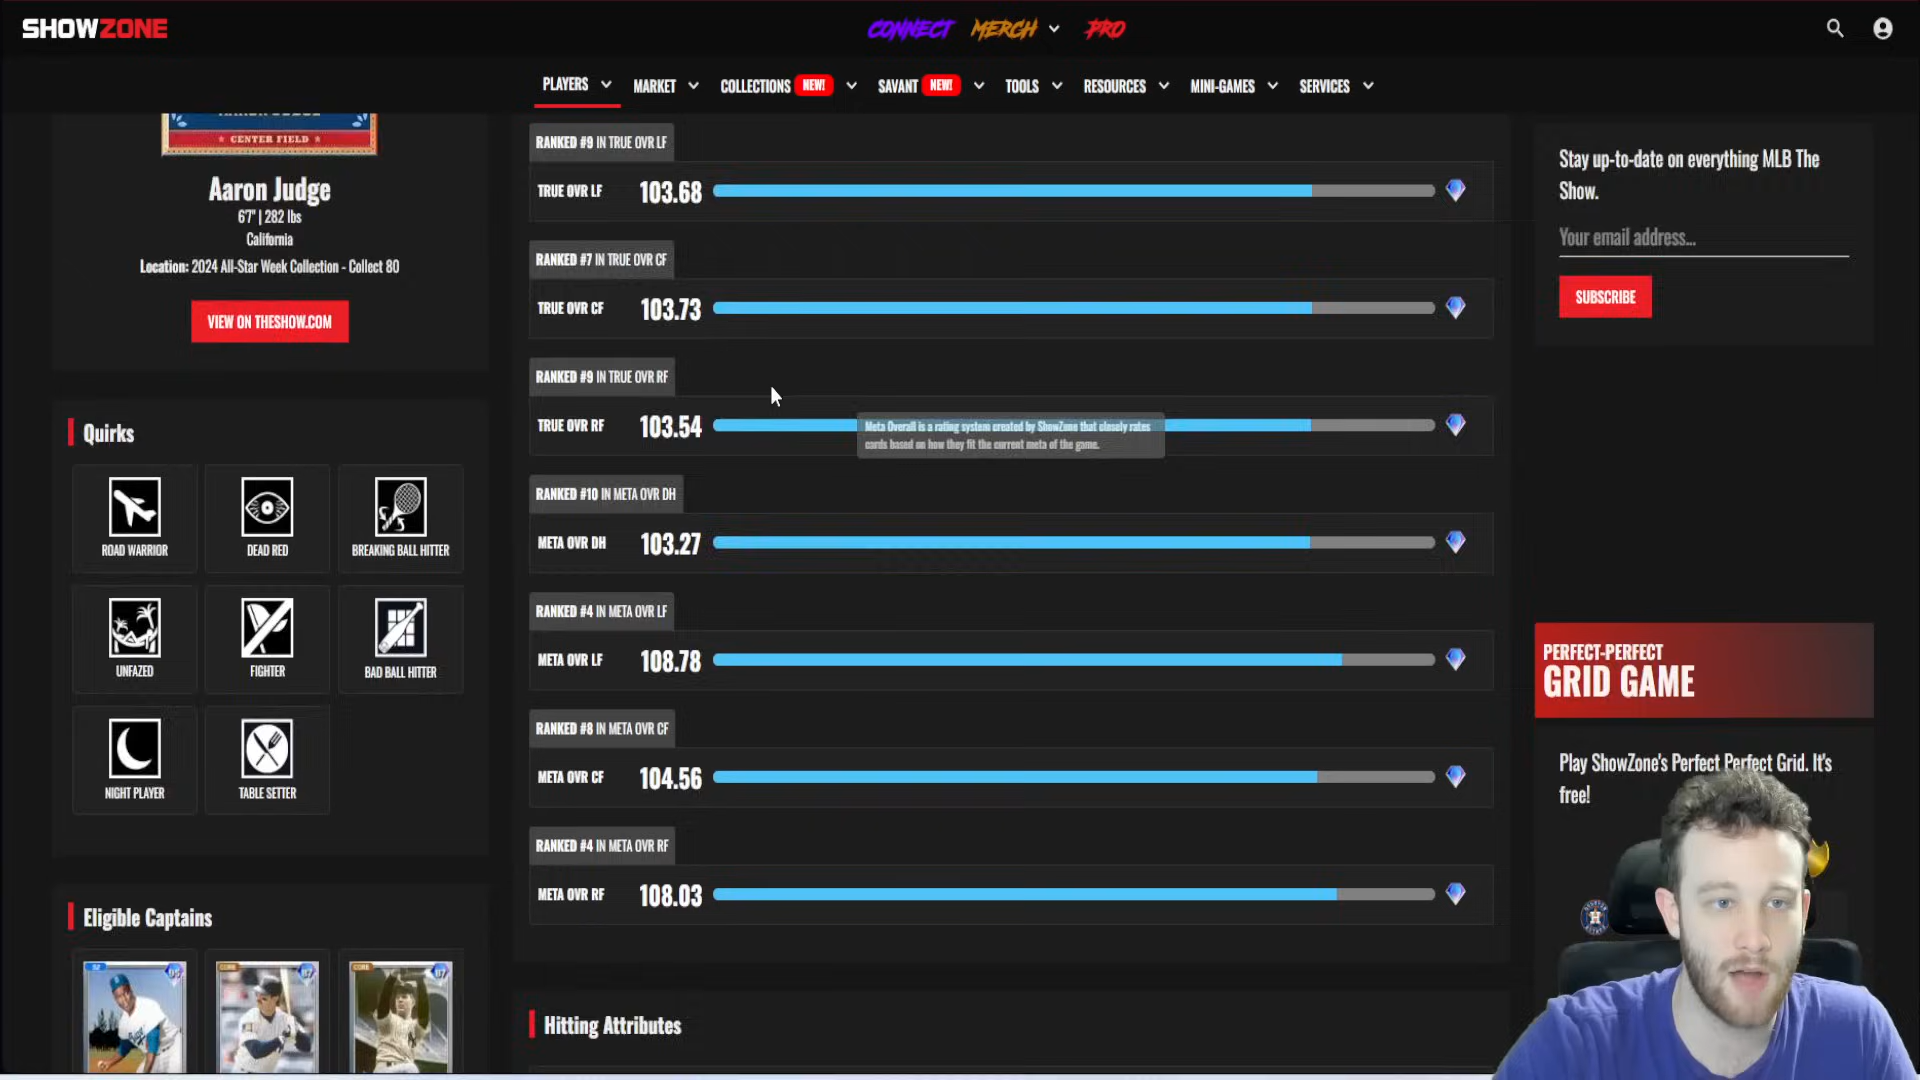 SHOWZONE
CONNECT MERCH PRO
PLAYERS MARKET COLLECTIONS NEW! SAVANT NEW! TOOLS RESOURCES MINI-GAMES SERVICES
★ CENTER FIELD ★
Aaron Judge
6'7" | 282 lbs
California
Location: 2024 All-Star Week Collection - Collect 80
VIEW ON THESHOW.COM
Quirks
ROAD WARRIOR
DEAD RED
BREAKING BALL HITTER
UNFAZED
FIGHTER
BAD BALL HITTER
NIGHT PLAYER
TABLE SETTER
Eligible Captains
RANKED #9 IN TRUE OVR LF
TRUE OVR LF 103.68
RANKED #7 IN TRUE OVR CF
TRUE OVR CF 103.73
RANKED #9 IN TRUE OVR RF
TRUE OVR RF 103.54
Meta Overall is a rating system created by ShowZone that closely rates
cards based on how they fit the current meta of the game.
RANKED #10 IN META OVR DH
META OVR DH 103.27
RANKED #4 IN META OVR LF
META OVR LF 108.78
RANKED #8 IN META OVR CF
META OVR CF 104.56
RANKED #4 IN META OVR RF
META OVR RF 108.03
Hitting Attributes
Stay up-to-date on everything MLB The
Show.
Your email address...
SUBSCRIBE
PERFECT-PERFECT
GRID GAME
Play ShowZone's Perfect Perfect Grid. It's
free!